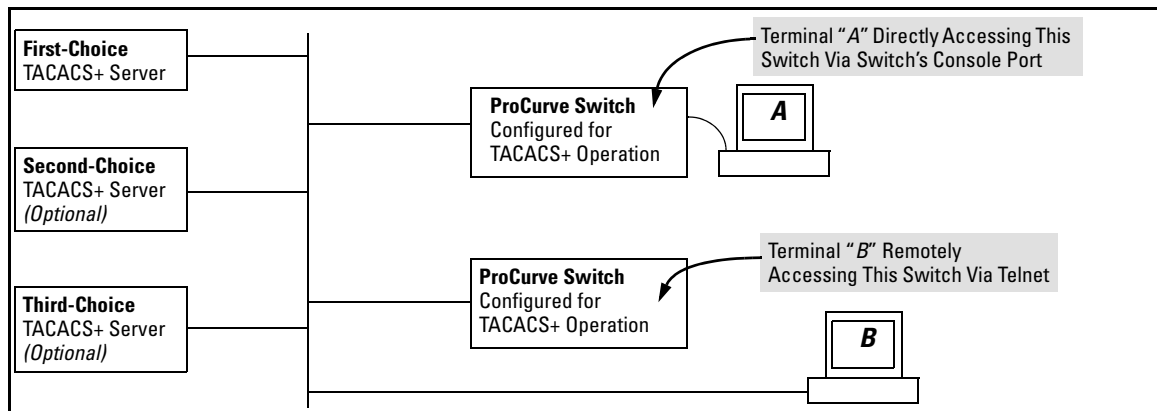 First-Choice
TACACS+ Server
Second-Choice
TACACS+ Server
(Optional)
Third-Choice
TACACS+ Server
(Optional)
ProCurve Switch
Configured for
TACACS+ Operation
Terminal “A” Directly Accessing This
Switch Via Switch’s Console Port
A
ProCurve Switch
Configured for
TACACS+ Operation
Terminal “B” Remotely
Accessing This Switch Via Telnet
B